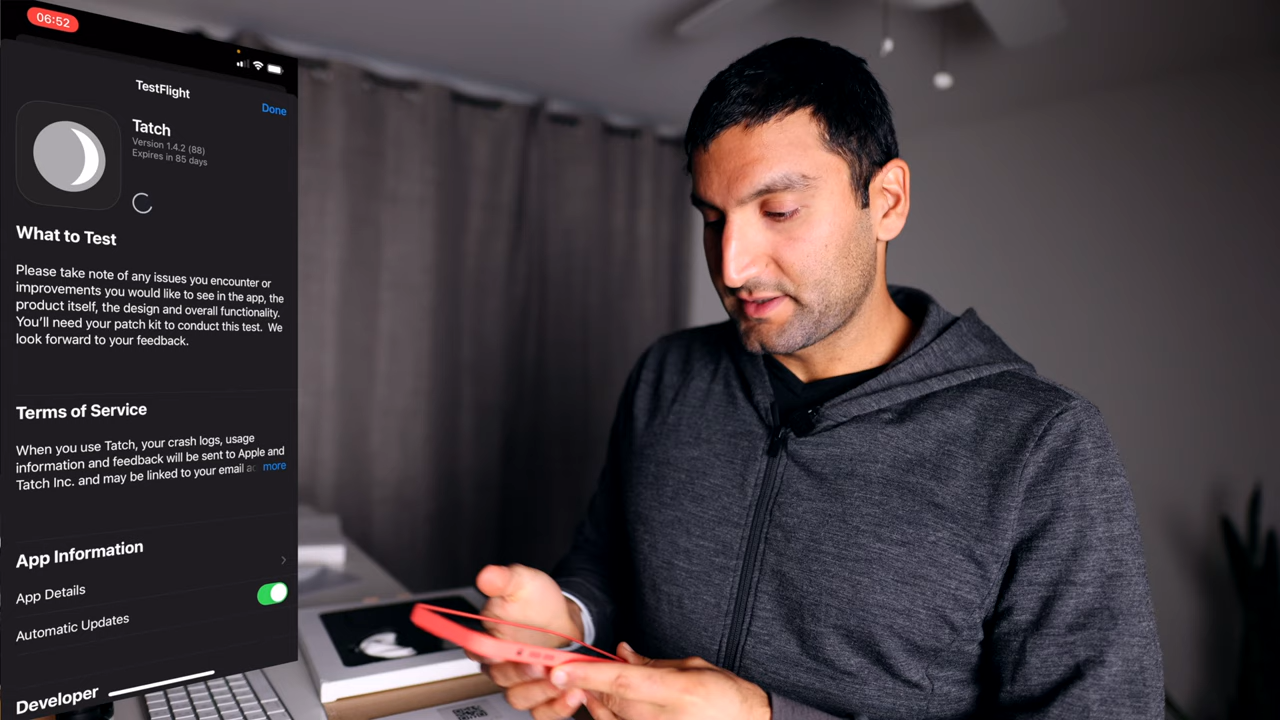 06:52
TestFlight
Done
Tatch
Version 1.4.2 (88)
Expires in 85 days
What to Test
Please take note of any issues you encounter or
improvements you would like to see in the app, the
product itself, the design and overall functionality.
You'll need your patch kit to conduct this test. We
look forward to your feedback.
Terms of Service
When you use Tatch, your crash logs, usage
information and feedback will be sent to Apple and
Tatch Inc. and may be linked to your email more
App Information
App Details
Automatic Updates
Developer